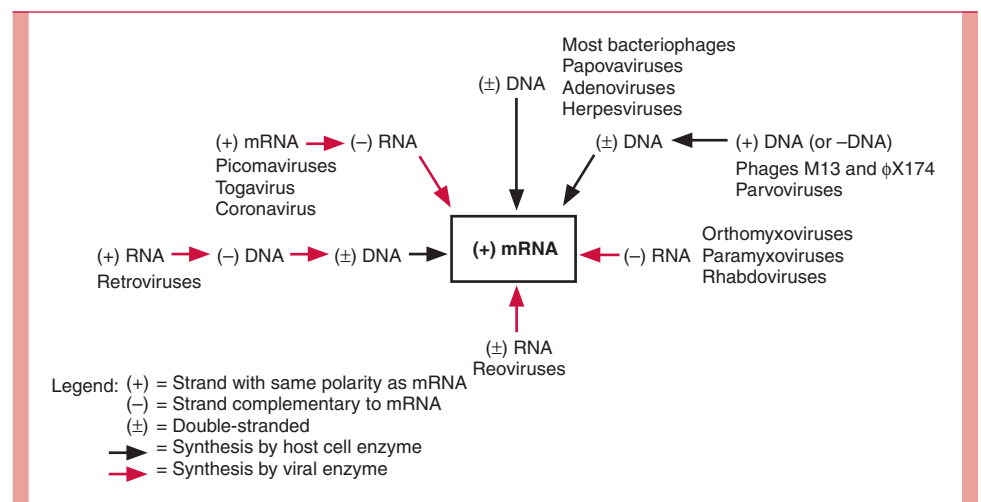 Most bacteriophages
Papovaviruses
(±) DNA
Adenoviruses
Herpesviruses
(+) mRNA (–) RNA
Picomaviruses
Togavirus
Coronavirus
(±) DNA (+) DNA (or –DNA)
Phages M13 and ϕX174
Parvoviruses
(+) RNA (–) DNA (±) DNA
Retroviruses
(+) mRNA
(–) RNA
Orthomyxoviruses
Paramyxoviruses
Rhabdoviruses
(±) RNA
Reoviruses
Legend: (+) = Strand with same polarity as mRNA
(–) = Strand complementary to mRNA
(±) = Double-stranded
= Synthesis by host cell enzyme
= Synthesis by viral enzyme